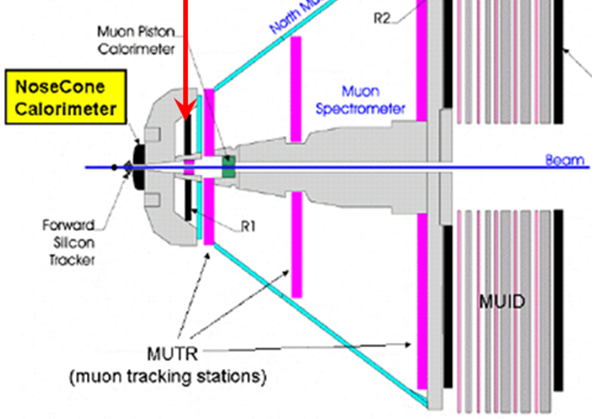 North Mu
R2
Muon Piston
Calorimeter
NoseCone
Calorimeter
Muon
Spectrometer
Beam
Forward
Silicon
Tracker
R1
MUID
MUTR
(muon tracking stations)